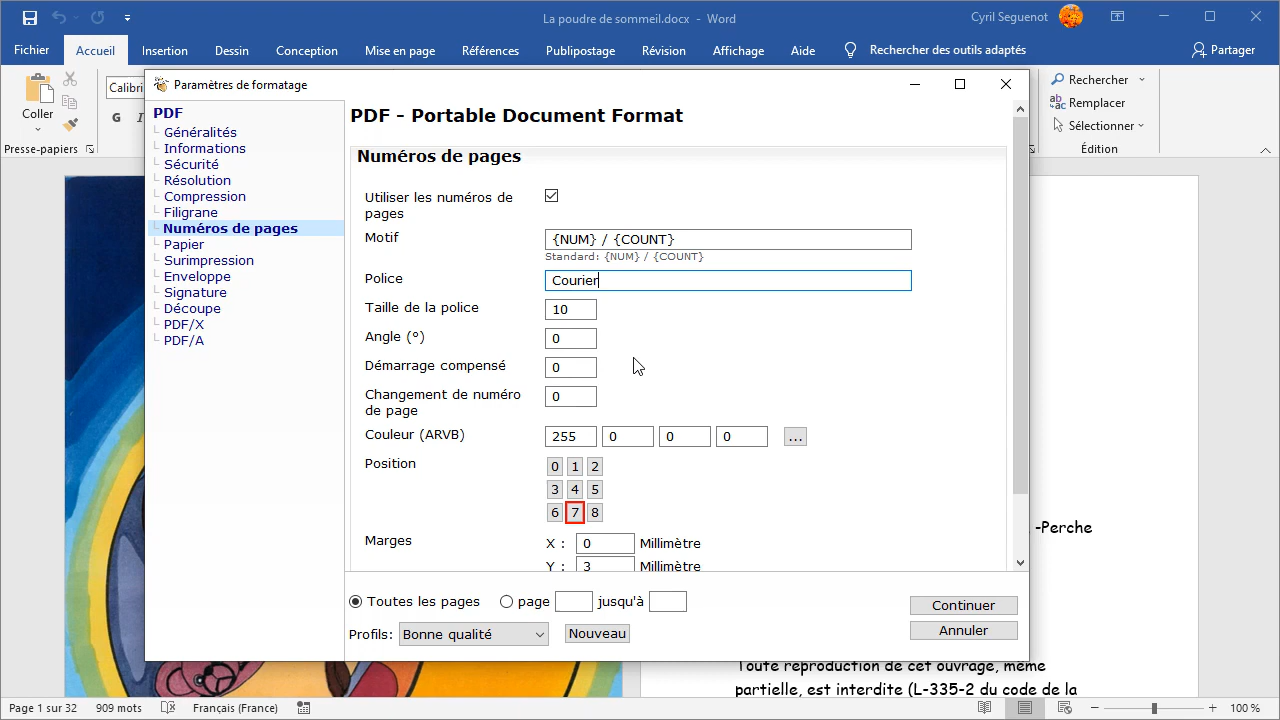 La poudre de sommeil.docx - Word
Cyril Seguenot
Fichier Accueil Insertion Dessin Conception Mise en page Références Publipostage Révision Affichage Aide Rechercher des outils adaptés Partager
Coller
Presse-papiers
Calibri
G I
Rechercher
Remplacer
Sélectionner
Édition
Paramètres de formatage
PDF
Généralités
Informations
Sécurité
Résolution
Compression
Filigrane
Numéros de pages
Papier
Surimpression
Enveloppe
Signature
Découpe
PDF/X
PDF/A
PDF - Portable Document Format
Numéros de pages
Utiliser les numéros de
pages
Motif {NUM} / {COUNT}
Standard: {NUM} / {COUNT}
Police Courier
Taille de la police 10
Angle (°) 0
Démarrage compensé 0
Changement de numéro
de page 0
Couleur (ARVB) 255 0 0 0 ...
Position 0 1 2
3 4 5
6 7 8
Marges X : 0 Millimètre
Y : 3 Millimètre
Toutes les pages page jusqu'à
Profils: Bonne qualité Nouveau
Continuer
Annuler
-Perche
Toute reproduction de cet ouvrage, même
partielle, est interdite (L-335-2 du code de la
Page 1 sur 32 909 mots Français (France) 100 %